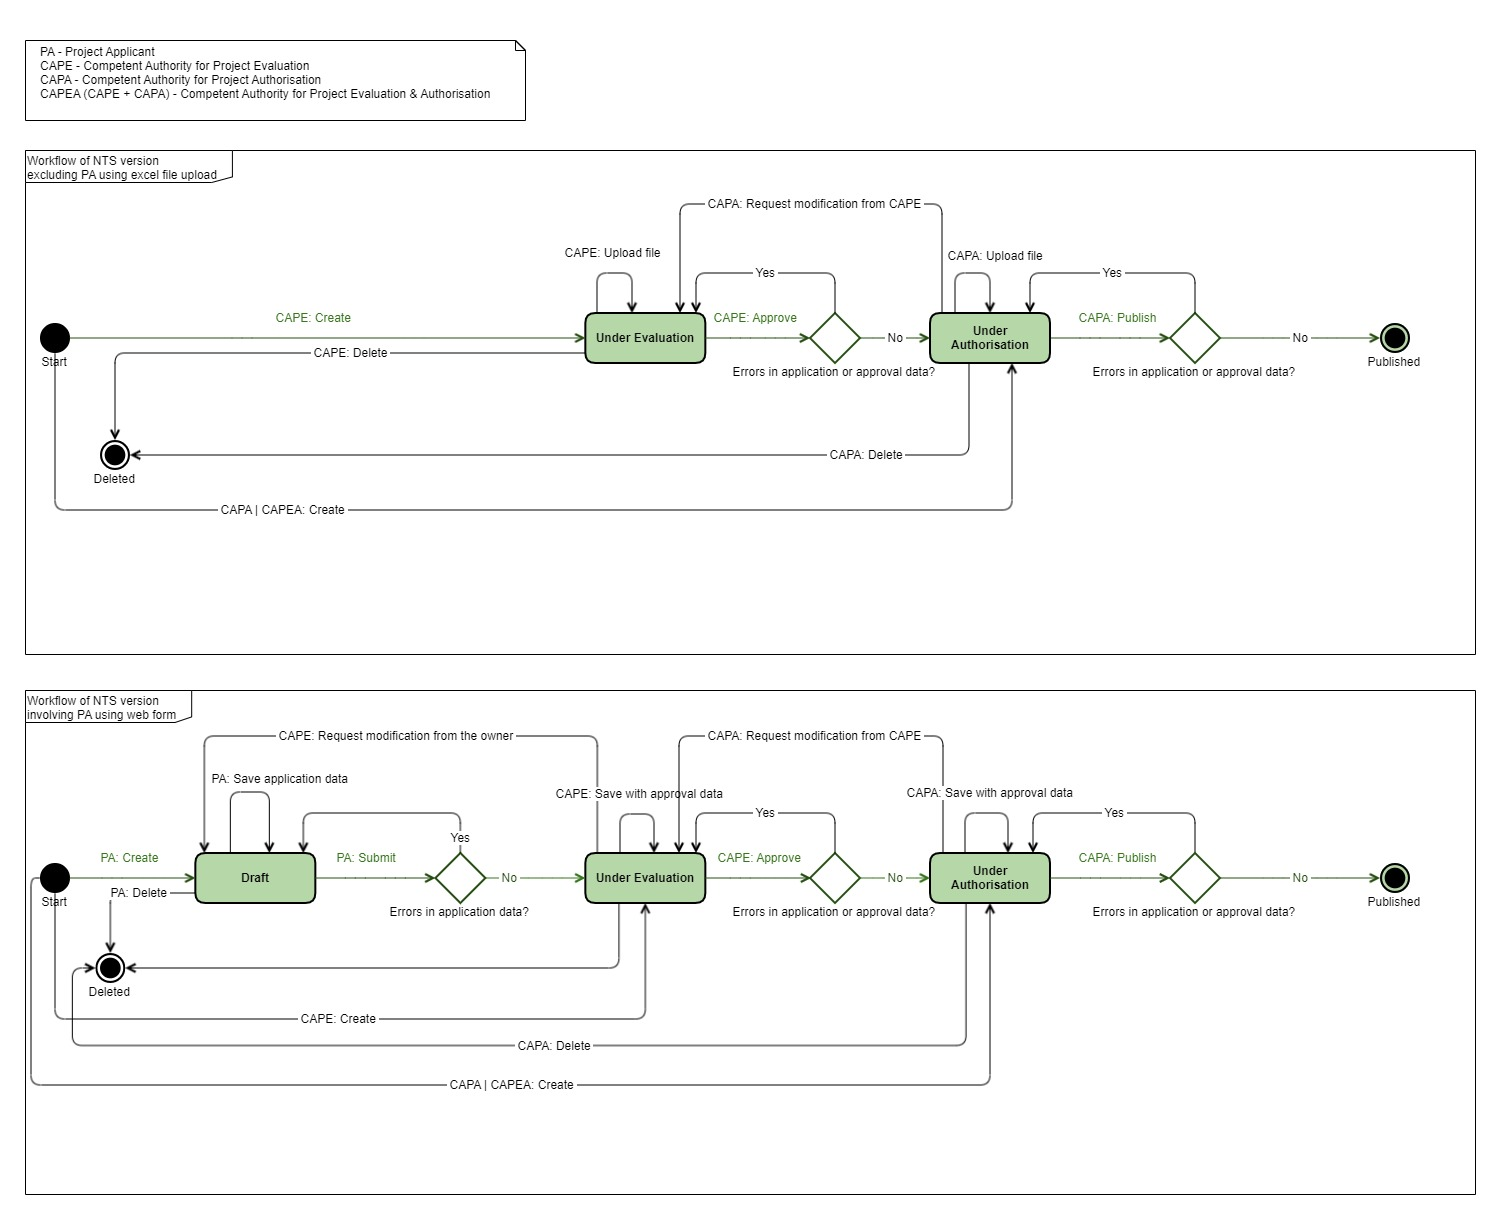 PA - Project Applicant
CAPE - Competent Authority for Project Evaluation
CAPA - Competent Authority for Project Authorisation
CAPEA (CAPE + CAPA) - Competent Authority for Project Evaluation & Authorisation
Workflow of NTS version
excluding PA using excel file upload
CAPA: Request modification from CAPE
CAPE: Upload file
CAPA: Upload file
Yes
Yes
CAPE: Create
CAPE: Approve
CAPA: Publish
Under Evaluation
No
Under
Authorisation
No
CAPE: Delete
Start
Errors in application or approval data?
Errors in application or approval data?
Published
CAPA: Delete
Deleted
CAPA | CAPEA: Create
Workflow of NTS version
involving PA using web form
CAPE: Request modification from the owner
CAPA: Request modification from CAPE
PA: Save application data
CAPE: Save with approval data
CAPA: Save with approval data
Yes
Yes
Yes
PA: Create
PA: Submit
CAPE: Approve
CAPA: Publish
Draft
No
Under Evaluation
No
Under
Authorisation
No
PA: Delete
Start
Errors in application data?
Errors in application or approval data?
Errors in application or approval data?
Published
Deleted
CAPE: Create
CAPA: Delete
CAPA | CAPEA: Create